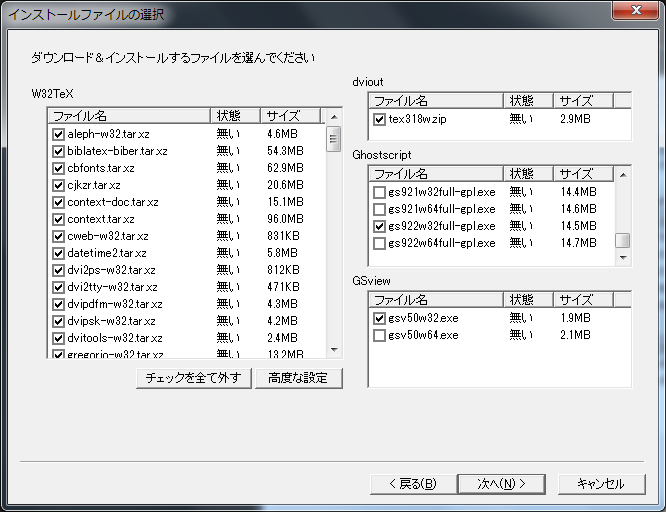 インストールファイルの選択
ダウンロード＆インストールするファイルを選んでください
W32TeX
ファイル名 状態 サイズ
aleph-w32.tar.xz 無い 4.6MB
biblatex-biber.tar.xz 無い 54.3MB
cbfonts.tar.xz 無い 62.9MB
cjkzr.tar.xz 無い 20.6MB
context-doc.tar.xz 無い 15.1MB
context.tar.xz 無い 96.0MB
cweb-w32.tar.xz 無い 831KB
datetime2.tar.xz 無い 5.8MB
dvi2ps-w32.tar.xz 無い 812KB
dvi2tty-w32.tar.xz 無い 471KB
dvipdfm-w32.tar.xz 無い 4.3MB
dvipsk-w32.tar.xz 無い 4.2MB
dvitools-w32.tar.xz 無い 2.4MB
gregorio-w32.tar.xz 無い 13.2MB
チェックを全て外す 高度な設定
dviout
ファイル名 状態 サイズ
tex318w.zip 無い 2.9MB
Ghostscript
ファイル名 状態 サイズ
gs921w32full-gpl.exe 無い 14.4MB
gs921w64full-gpl.exe 無い 14.6MB
gs922w32full-gpl.exe 無い 14.5MB
gs922w64full-gpl.exe 無い 14.7MB
GSview
ファイル名 状態 サイズ
gsv50w32.exe 無い 1.9MB
gsv50w64.exe 無い 2.1MB
< 戻る(B) 次へ(N) > キャンセル